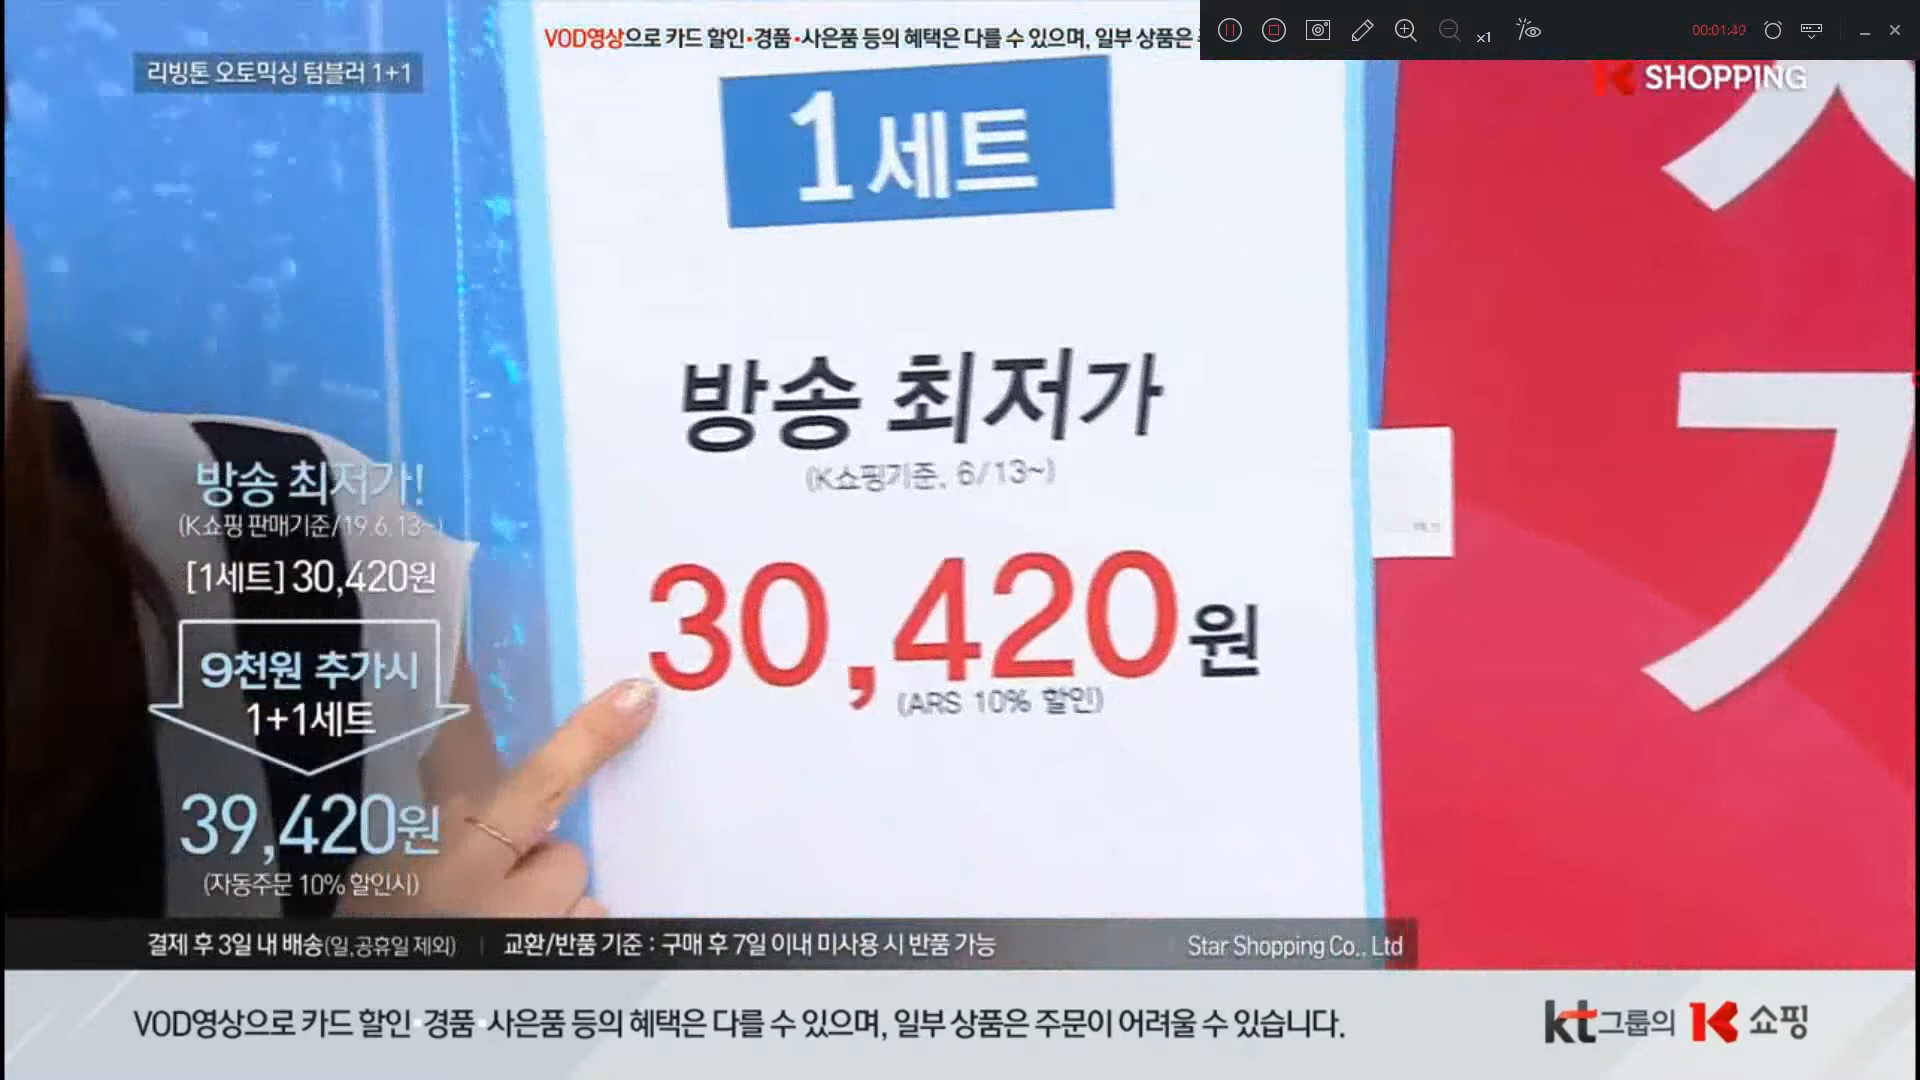 VOD영상으로 카드 할인•경품•사은품 등의 혜택은 다를 수 있으며, 일부 상품은
x1
00:01:40
리빙톤 오토믹싱 텀블러 1+1
K SHOPPING
1세트
방송 최저가
(K쇼핑기준, 6/13~)
30,420원
(ARS 10% 할인)
가
방송 최저가!
(K쇼핑 판매기준/19.6.13~)
[1세트] 30,420원
9천원 추가시
1+1세트
39,420원
(자동주문 10% 할인시)
결제 후 3일 내 배송(일,공휴일 제외)
교환/반품 기준 : 구매 후 7일 이내 미사용 시 반품 가능
Star Shopping Co., Ltd
VOD영상으로 카드 할인•경품•사은품 등의 혜택은 다를 수 있으며, 일부 상품은 주문이 어려울 수 있습니다.
kt그룹의 K 쇼핑